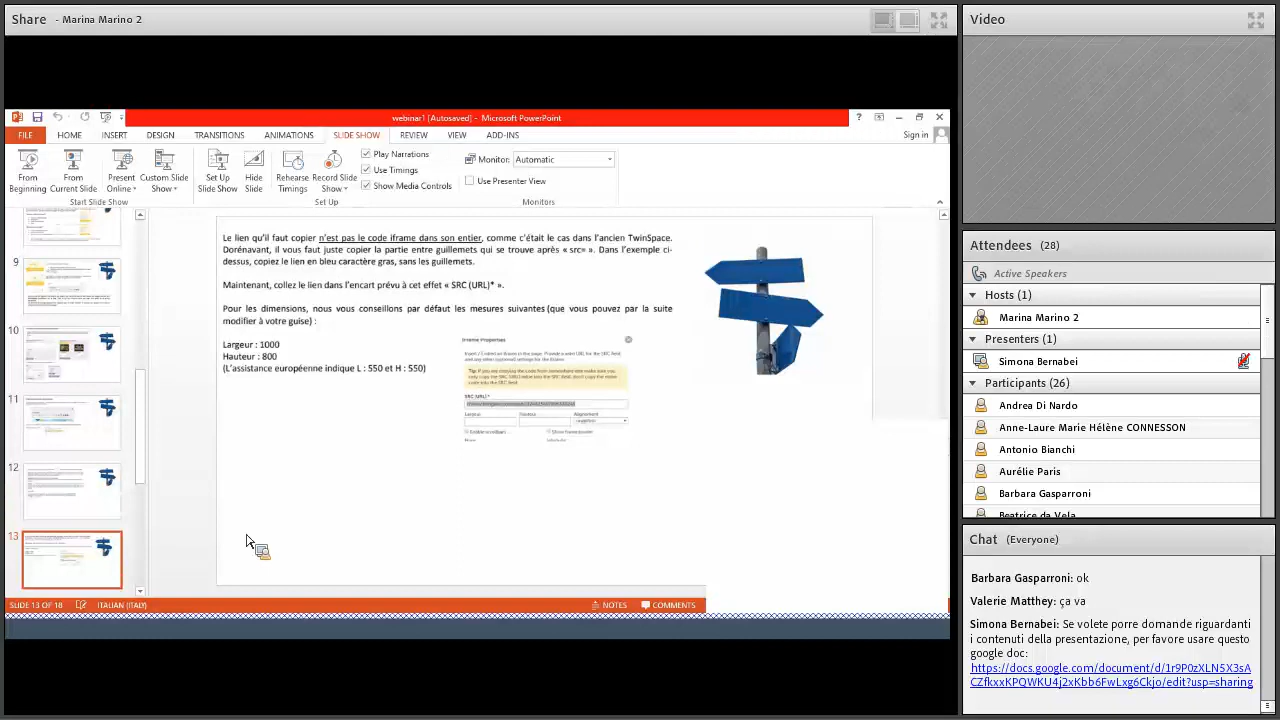 Share - Marina Marino 2
Video
webinar1 [Autosaved] - Microsoft PowerPoint
Sign in
FILE HOME INSERT DESIGN TRANSITIONS ANIMATIONS SLIDE SHOW REVIEW VIEW ADD-INS
From Beginning
From Current Slide
Present Online
Custom Slide Show
Set Up Slide Show
Hide Slide
Rehearse Timings
Record Slide Show
Play Narrations
Use Timings
Show Media Controls
Monitor: Automatic
Use Presenter View
Start Slide Show
Set Up
Monitors
9
10
11
12
13
Le lien qu'il faut copier n'est pas le code iframe dans son entier, comme c'était le cas dans l'ancien TwinSpace.
Dorénavant, il vous faut juste copier la partie entre guillemets qui se trouve après « src= ». Dans l'exemple ci-
dessus, copiez le lien en bleu caractère gras, sans les guillemets.
Maintenant, collez le lien dans l'encart prévu à cet effet « SRC (URL)* ».
Pour les dimensions, nous vous conseillons par défaut les mesures suivantes (que vous pouvez par la suite
modifier à votre guise) :
Largeur : 1000
Hauteur : 800
(L'assistance européenne indique L : 550 et H : 550)
Iframe Properties
SRC (URL)*
Largeur
Hauteur
Alignement
SLIDE 13 OF 18
ITALIAN (ITALY)
NOTES
COMMENTS
Attendees (28)
Active Speakers
Hosts (1)
Marina Marino 2
Simona Bernabei
Participants (26)
Anne Laure Marie Hélène CONNESSON
Antonio Bianchi
Aurélie Paris
Barbara Gasparroni
Beatrice da Vela
Chat (Everyone)
Barbara Gasparroni: ok
Valerie Matthey: ça va
Simona Bernabei: Se volete porre domande riguardanti
i contenuti della presentazione, per favore usare questo
google doc:
https://docs.google.com/document/d/1r9P0zXLN5X3sA
CZfkxxKPQWKU4j2xKbb6FwLxg6Ckjo/edit?usp=sharing